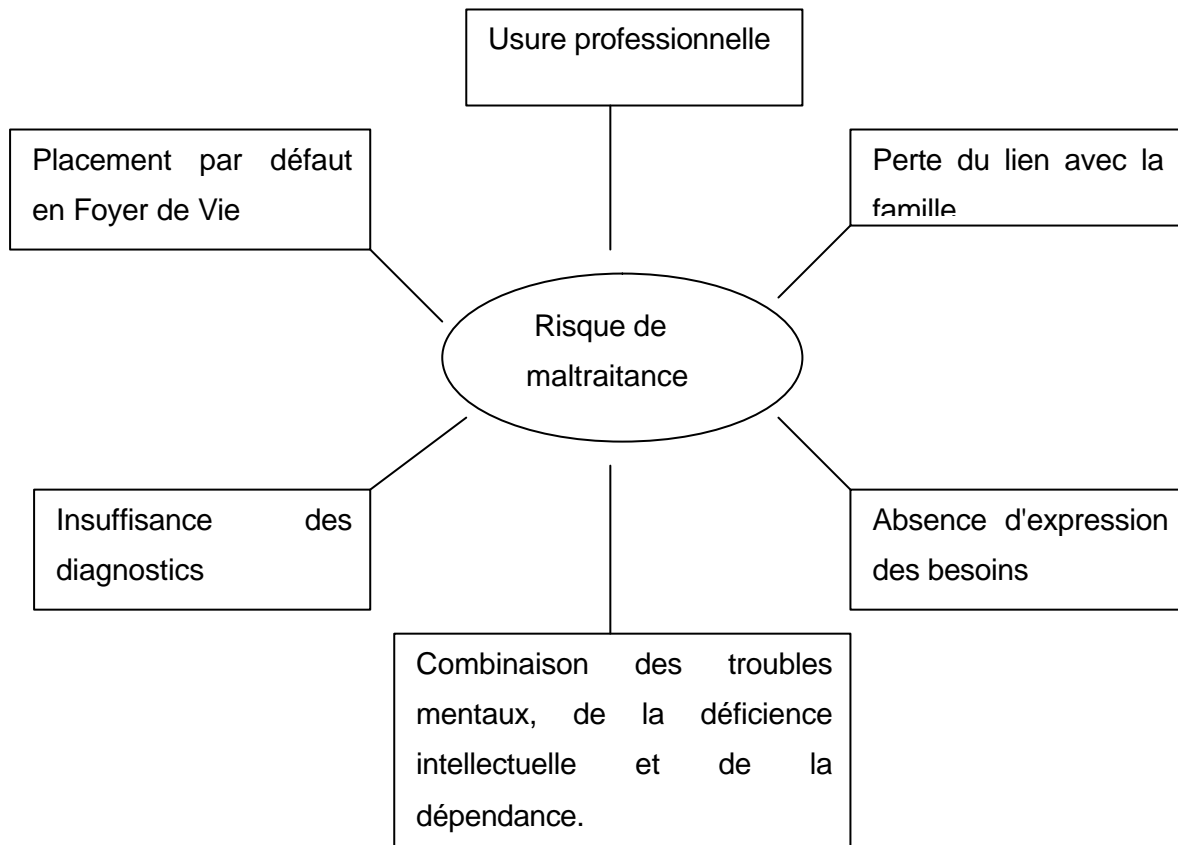 Usure professionnelle
Placement par défaut
en Foyer de Vie
Perte du lien avec la
famille
Risque de
maltraitance
Insuffisance des
diagnostics
Absence d'expression
des besoins
Combinaison des troubles
mentaux, de la déficience
intellectuelle et de la
dépendance.